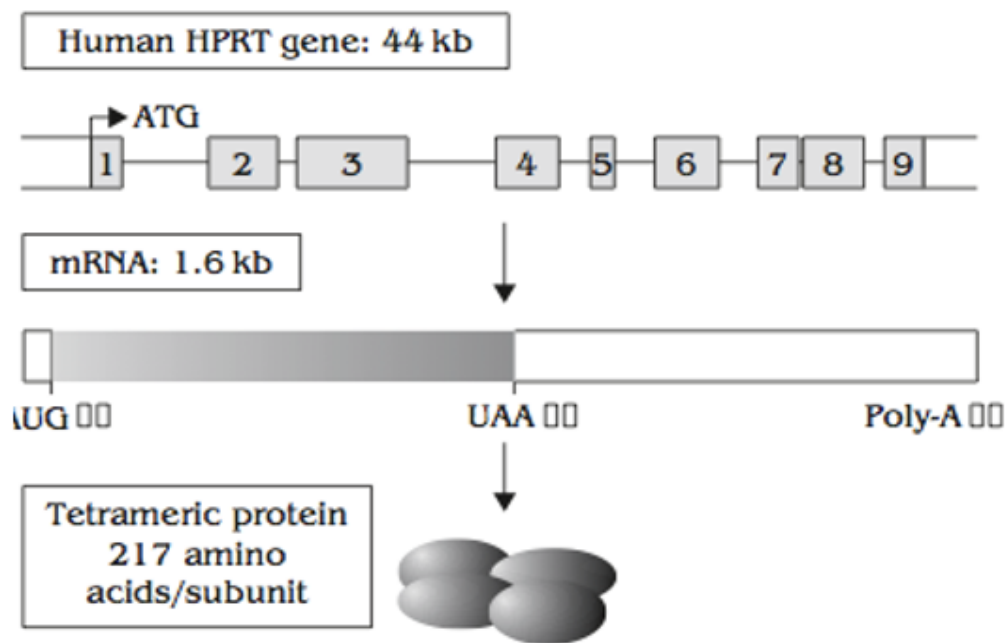 Human HPRT gene: 44 kb
ATG
1 2 3 4 5 6 7 8 9
mRNA: 1.6 kb
AUG ▯▯ UAA ▯▯ Poly-A ▯▯
Tetrameric protein
217 amino
acids/subunit